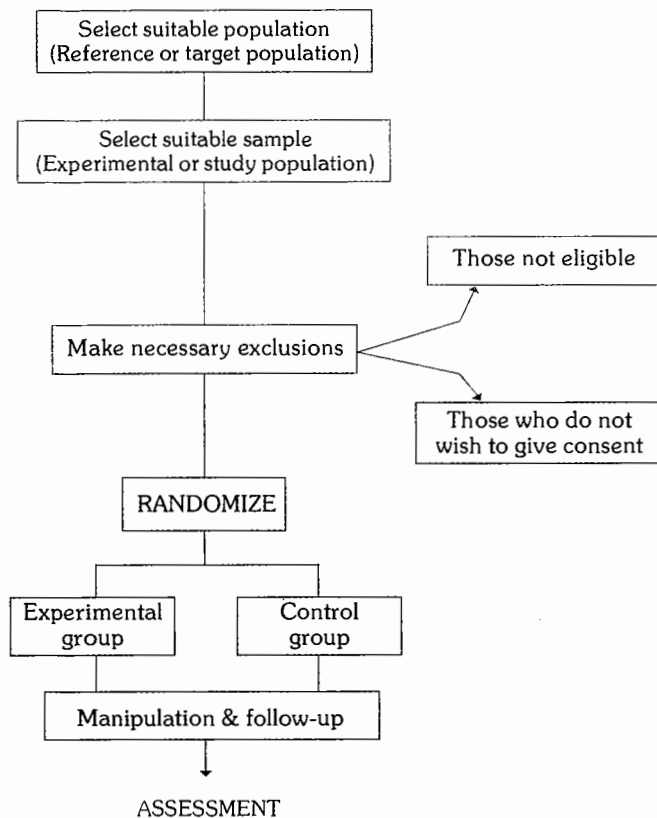 Select suitable population
(Reference or target population)
Select suitable sample
(Experimental or study population)
Those not eligible
Make necessary exclusions
Those who do not
wish to give consent
RANDOMIZE
Experimental
group
Control
group
Manipulation & follow-up
ASSESSMENT